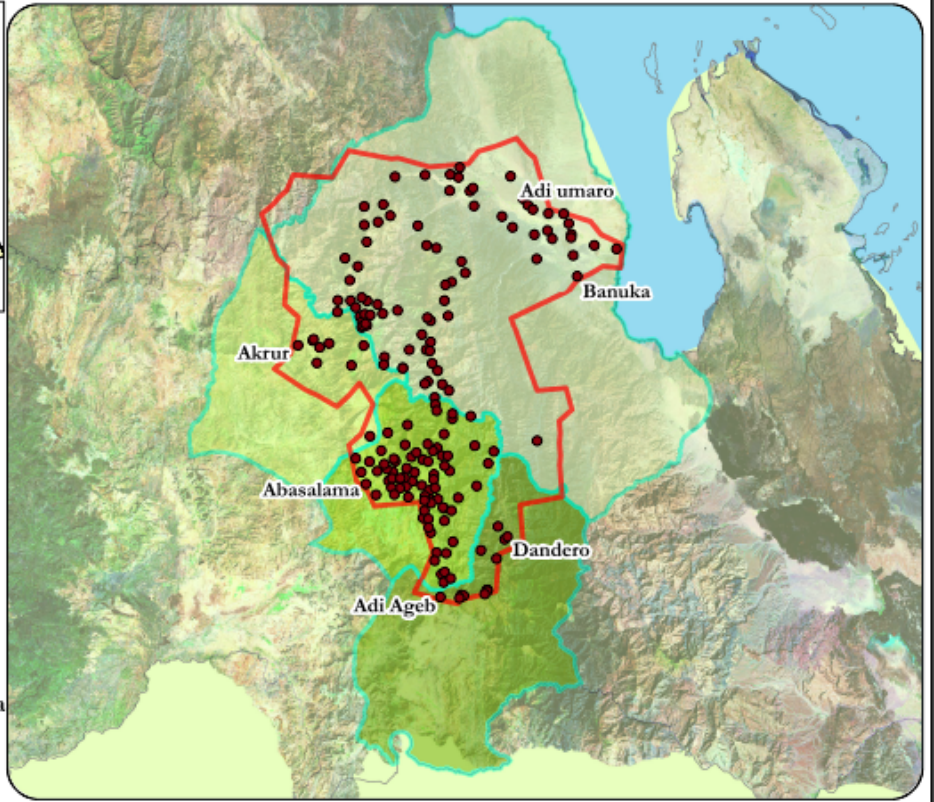 Adi umaro
Banuka
Akrur
Abasalama
Dandero
Adi Ageb